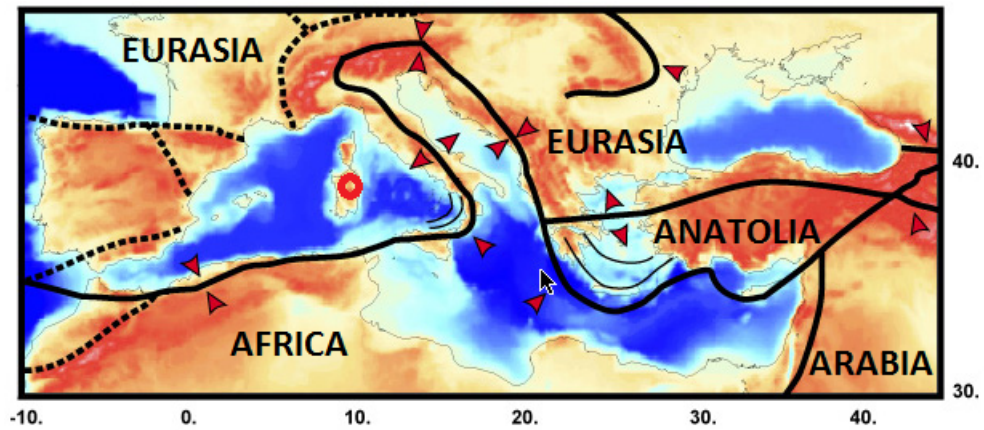 EURASIA
EURASIA
40.
ANATOLIA
AFRICA
ARABIA
30.
-10. 0. 10. 20. 30. 40.